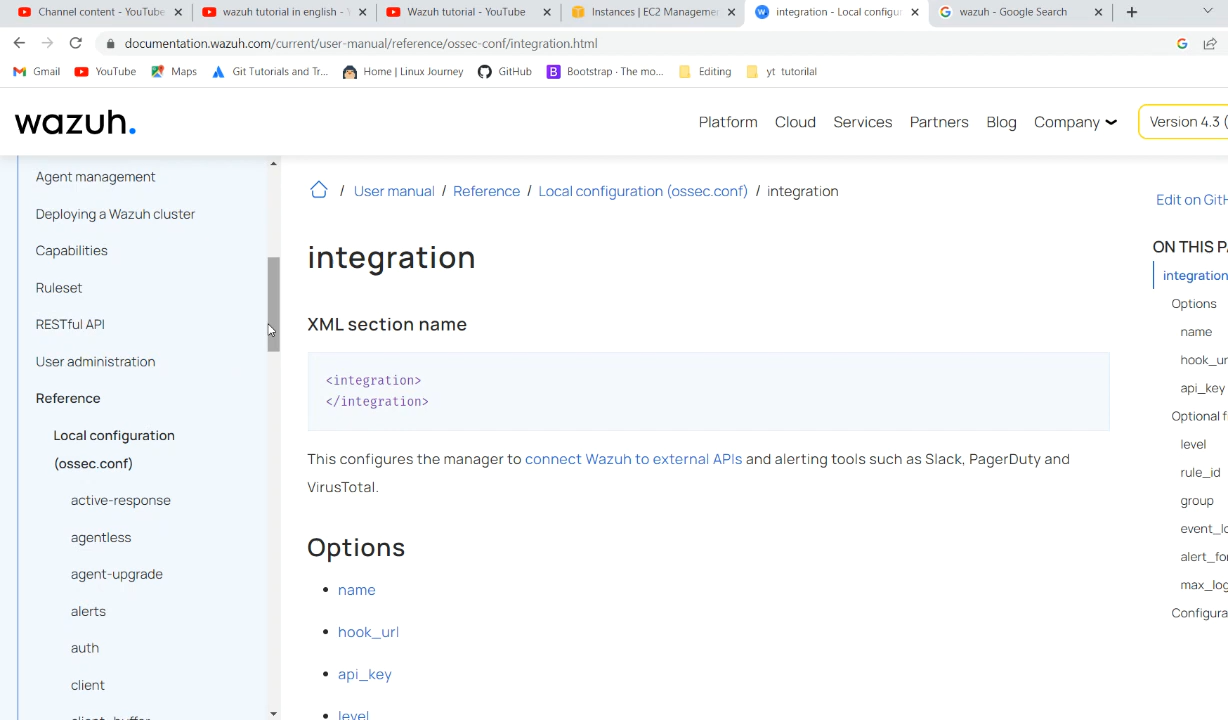 Channel content - YouTube
wazuh tutorial in english - Y
Wazuh tutorial - YouTube
Instances | EC2 Managemer
integration - Local configur
wazuh - Google Search
documentation.wazuh.com/current/user-manual/reference/ossec-conf/integration.html
Gmail
YouTube
Maps
Git Tutorials and Tr...
Home | Linux Journey
GitHub
Bootstrap · The mo...
Editing
yt tutorilal
wazuh.
Platform
Cloud
Services
Partners
Blog
Company
Version 4.3 (
Agent management
Deploying a Wazuh cluster
Capabilities
Ruleset
RESTful API
User administration
Reference
Local configuration
(ossec.conf)
active-response
agentless
agent-upgrade
alerts
auth
client
/ User manual / Reference / Local configuration (ossec.conf) / integration
integration
XML section name
<integration>
</integration>
This configures the manager to connect Wazuh to external APIs and alerting tools such as Slack, PagerDuty and
VirusTotal.
Options
• name
• hook_url
• api_key
level
Edit on GitH
ON THIS PA
integration
Options
name
hook_ur
api_key
Optional f
level
rule_id
group
event_lo
alert_for
max_log
Configura